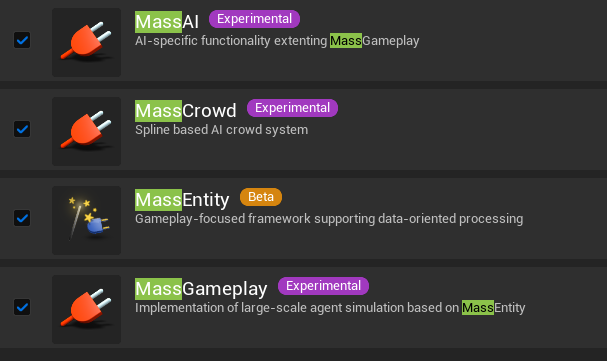 MassAI Experimental
AI-specific functionality extenting MassGameplay
MassCrowd Experimental
Spline based AI crowd system
MassEntity Beta
Gameplay-focused framework supporting data-oriented processing
MassGameplay Experimental
Implementation of large-scale agent simulation based on MassEntity